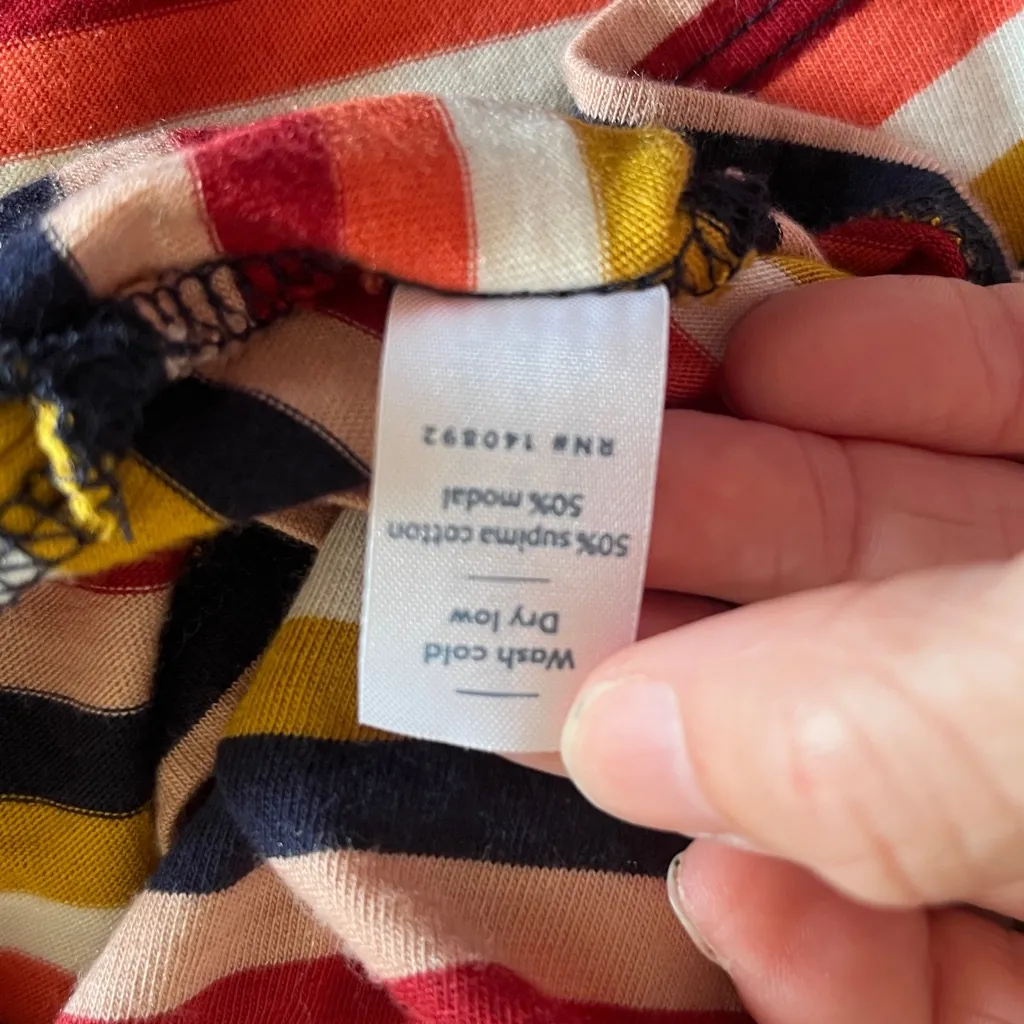 Wash cold
Dry low
50% supima cotton
50% modal
RN# 140892